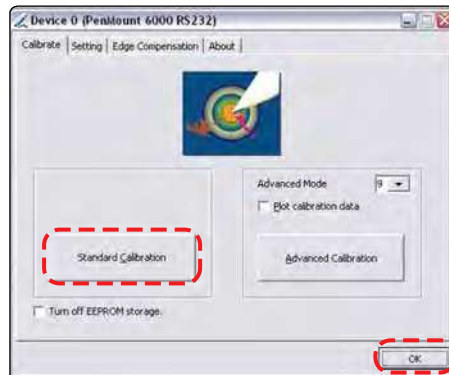 Device 0 (PenMount 6000 RS232)
Calibrate Setting Edge Compensation About
Advanced Mode 9
Plot calibration data
Standard Calibration
Advanced Calibration
Turn off EEPROM storage.
OK